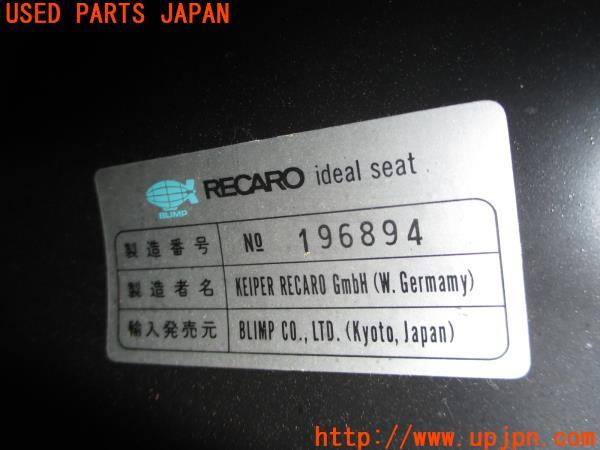 USED PARTS JAPAN
BLIMP
RECARO ideal seat
製造番号 No 196894
製造者名 KEIPER RECARO GmbH (W. Germamy)
輸入発売元 BLIMP CO., LTD. (Kyoto, Japan)
http://www.upjpn.com